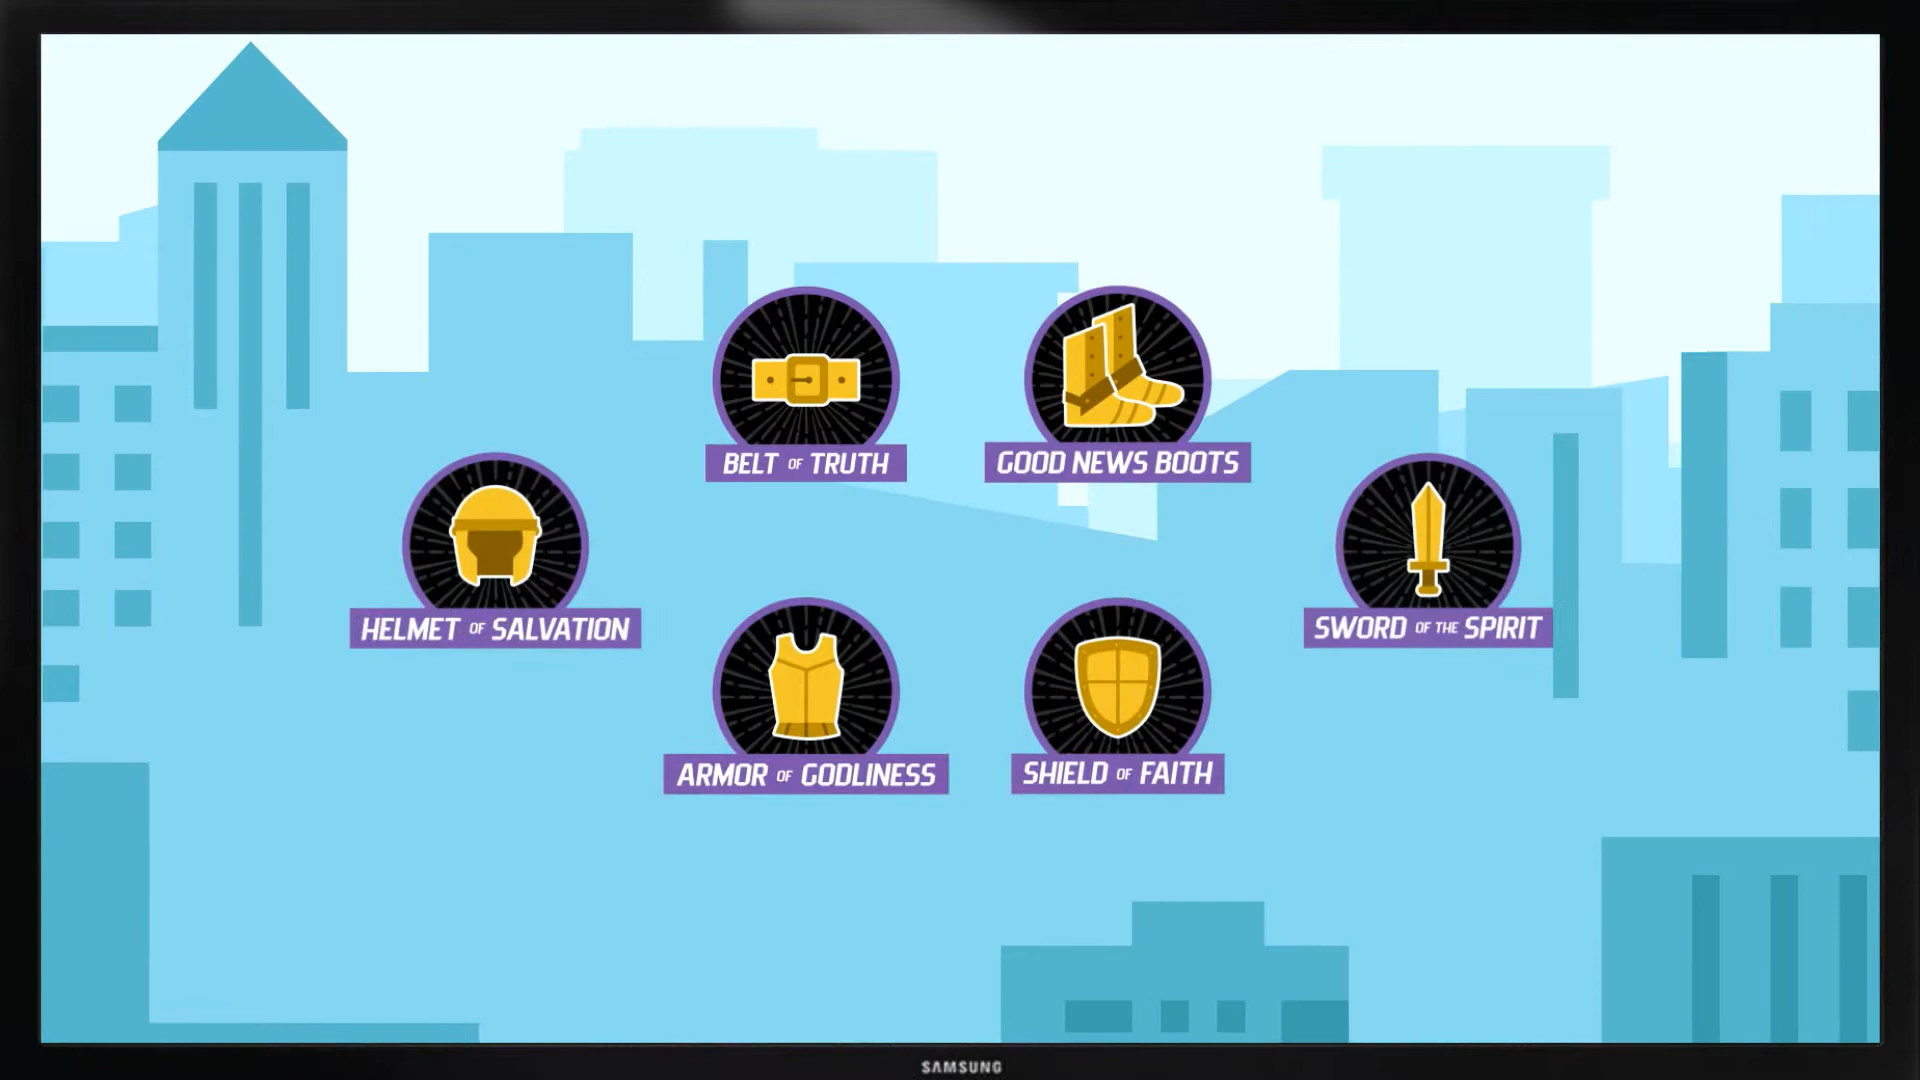 BELT OF TRUTH
GOOD NEWS BOOTS
HELMET OF SALVATION
SWORD OF THE SPIRIT
ARMOR OF GODLINESS
SHIELD OF FAITH
SAMSUNG